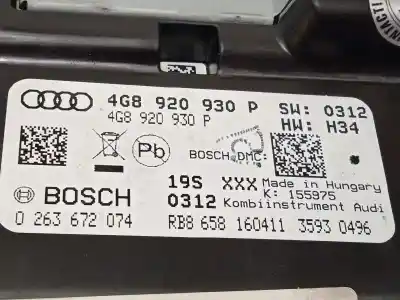 4G8 920 930 P SW: 0312
4G8 920 930 P HW: H34
Pb BOSCH DMC:
19S XXX Made in Hungary
K: 155975
BOSCH 0312 Kombiinstrument Audi
0 263 672 074 RB8 658 160411 3593 0496